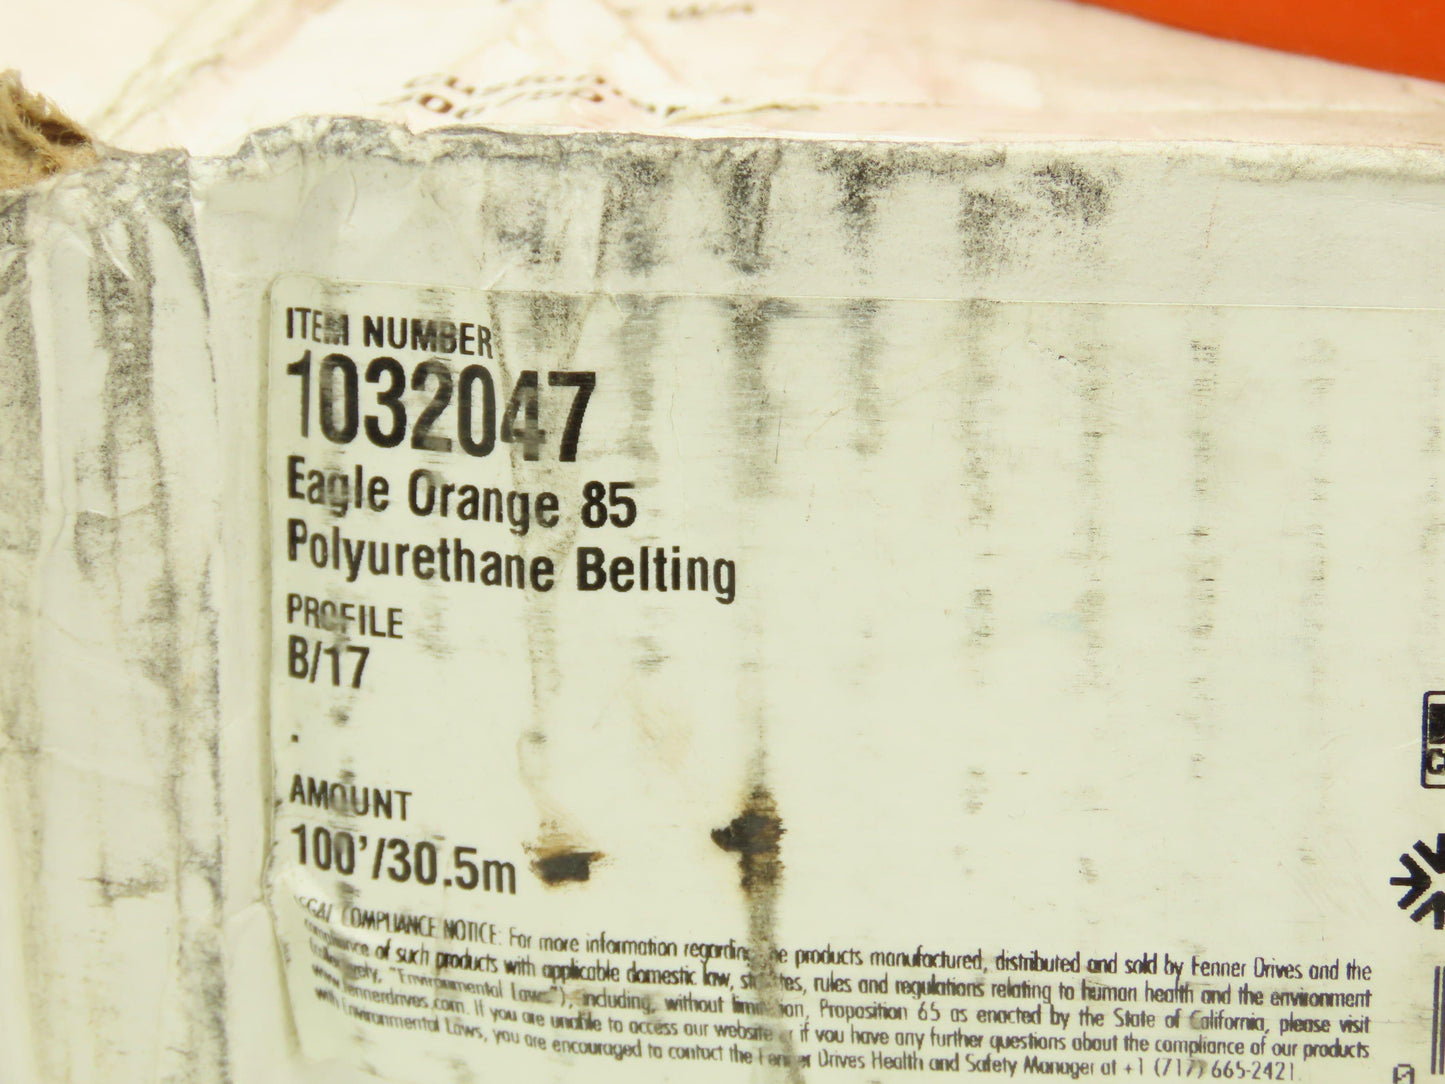 ITEM NUMBER
1032047
Eagle Orange 85
Polyurethane Belting
PROFILE
B/17
.
AMOUNT
100'/30.5m
COMPLIANCE NOTICE: For more information regarding products manufactured, distributed and sold by Fenner Drives and the
of such products with applicable domestic law, rules and regulations relating to human health and the environment
"Environmental Laws"), including, without Proposition 65 as enacted by the State of California, please visit
www.fennerdrives.com. If you are unable to access our website or if you have any further questions about the compliance of our products
with Environmental Laws, you are encouraged to contact the Fenner Drives Health and Safety Manager at +1 (717) 665-2421.